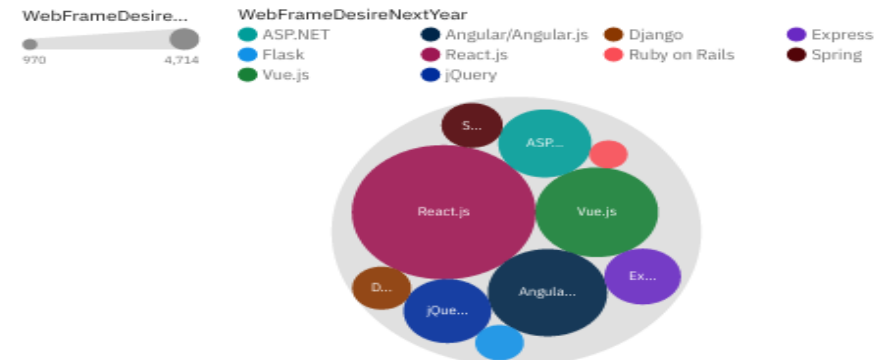 WebFrameDesire...
970 4,714
WebFrameDesireNextYear
ASP.NET Angular/Angular.js Django Express
Flask React.js Ruby on Rails Spring
Vue.js jQuery
S...
ASP...
React.js
Vue.js
Ex...
D...
Angula...
jQue...